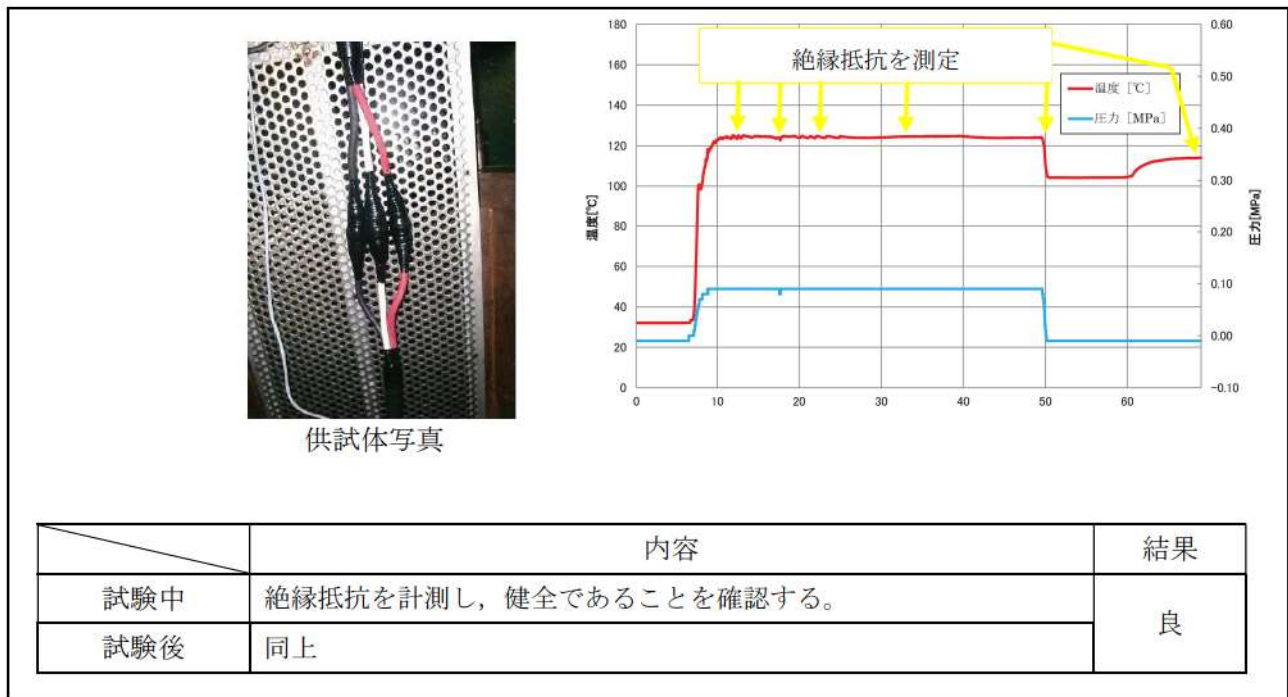 絶縁抵抗を測定
温度 [℃]
圧力 [MPa]
180
160
140
120
100
80
60
40
20
0
温度[℃]
0.60
0.50
0.40
0.30
0.20
0.10
0.00
-0.10
圧力[MPa]
0 10 20 30 40 50 60
供試体写真
内容 結果
試験中 絶縁抵抗を計測し，健全であることを確認する。 良
試験後 同上